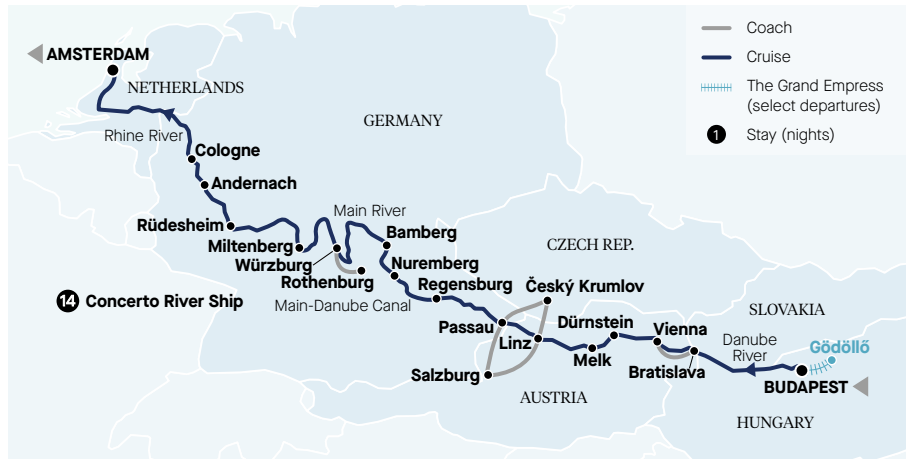 AMSTERDAM
NETHERLANDS
Rhine River
GERMANY
Cologne
Andernach
Rüdesheim
Main River
Miltenberg
Würzburg
Rothenburg
Bamberg
Nuremberg
Main-Danube Canal
Regensburg
14 Concerto River Ship
CZECH REP.
Český Krumlov
Passau
Linz
Salzburg
Dürnstein
Melk
AUSTRIA
Vienna
Bratislava
SLOVAKIA
Danube
River
Gödöllő
BUDAPEST
HUNGARY
Coach
Cruise
The Grand Empress
(select departures)
1 Stay (nights)